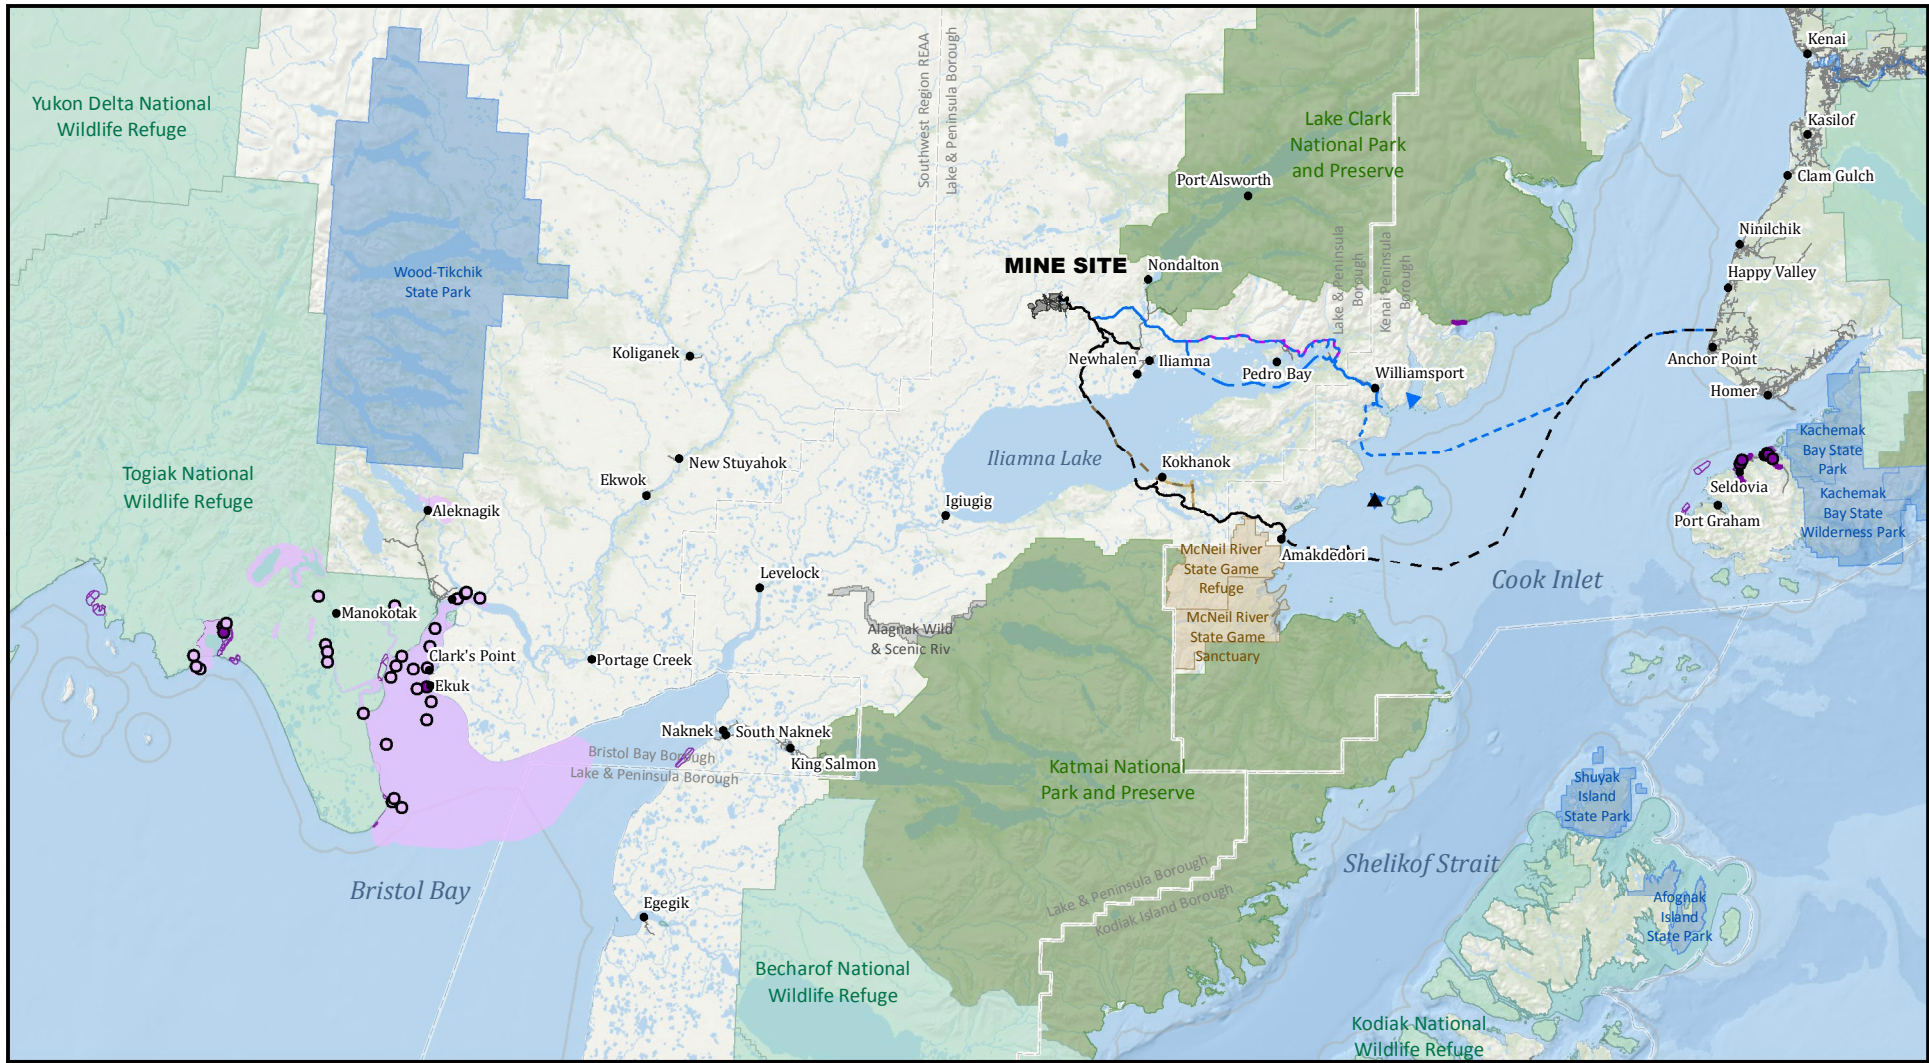 Yukon Delta National
Wildlife Refuge
Wood-Tikchik
State Park
Togiak National
Wildlife Refuge
Southwest Region REAA
Lake & Peninsula Borough
Lake Clark
National Park
and Preserve
Port Alsworth
Kenai
Kasilof
Clam Gulch
Ninilchik
Happy Valley
Anchor Point
Homer
MINE SITE
Nondalton
Lake & Peninsula
Borough
Kenai Peninsula
Borough
Koliganek
Newhalen
Iliamna
Pedro Bay
Williamsport
New Stuyahok
Ekwok
Iliamna Lake
Kokhanok
Igiugig
Kachemak
Bay State
Park
Kachemak
Bay State
Wilderness Park
Seldovia
Port Graham
Aleknagik
Manokotak
Levelock
Alagnak Wild
& Scenic Riv
McNeil River
State Game
Refuge
McNeil River
State Game
Sanctuary
Amakdedori
Cook Inlet
Clark's Point
Ekuk
Portage Creek
Naknek
South Naknek
King Salmon
Bristol Bay Borough
Lake & Peninsula Borough
Katmai National
Park and Preserve
Shuyak
Island
State Park
Shelikof Strait
Bristol Bay
Egegik
Lake & Peninsula Borough
Kodiak Island Borough
Afognak
Island
State Park
Becharof National
Wildlife Refuge
Kodiak National
Wildlife Refuge